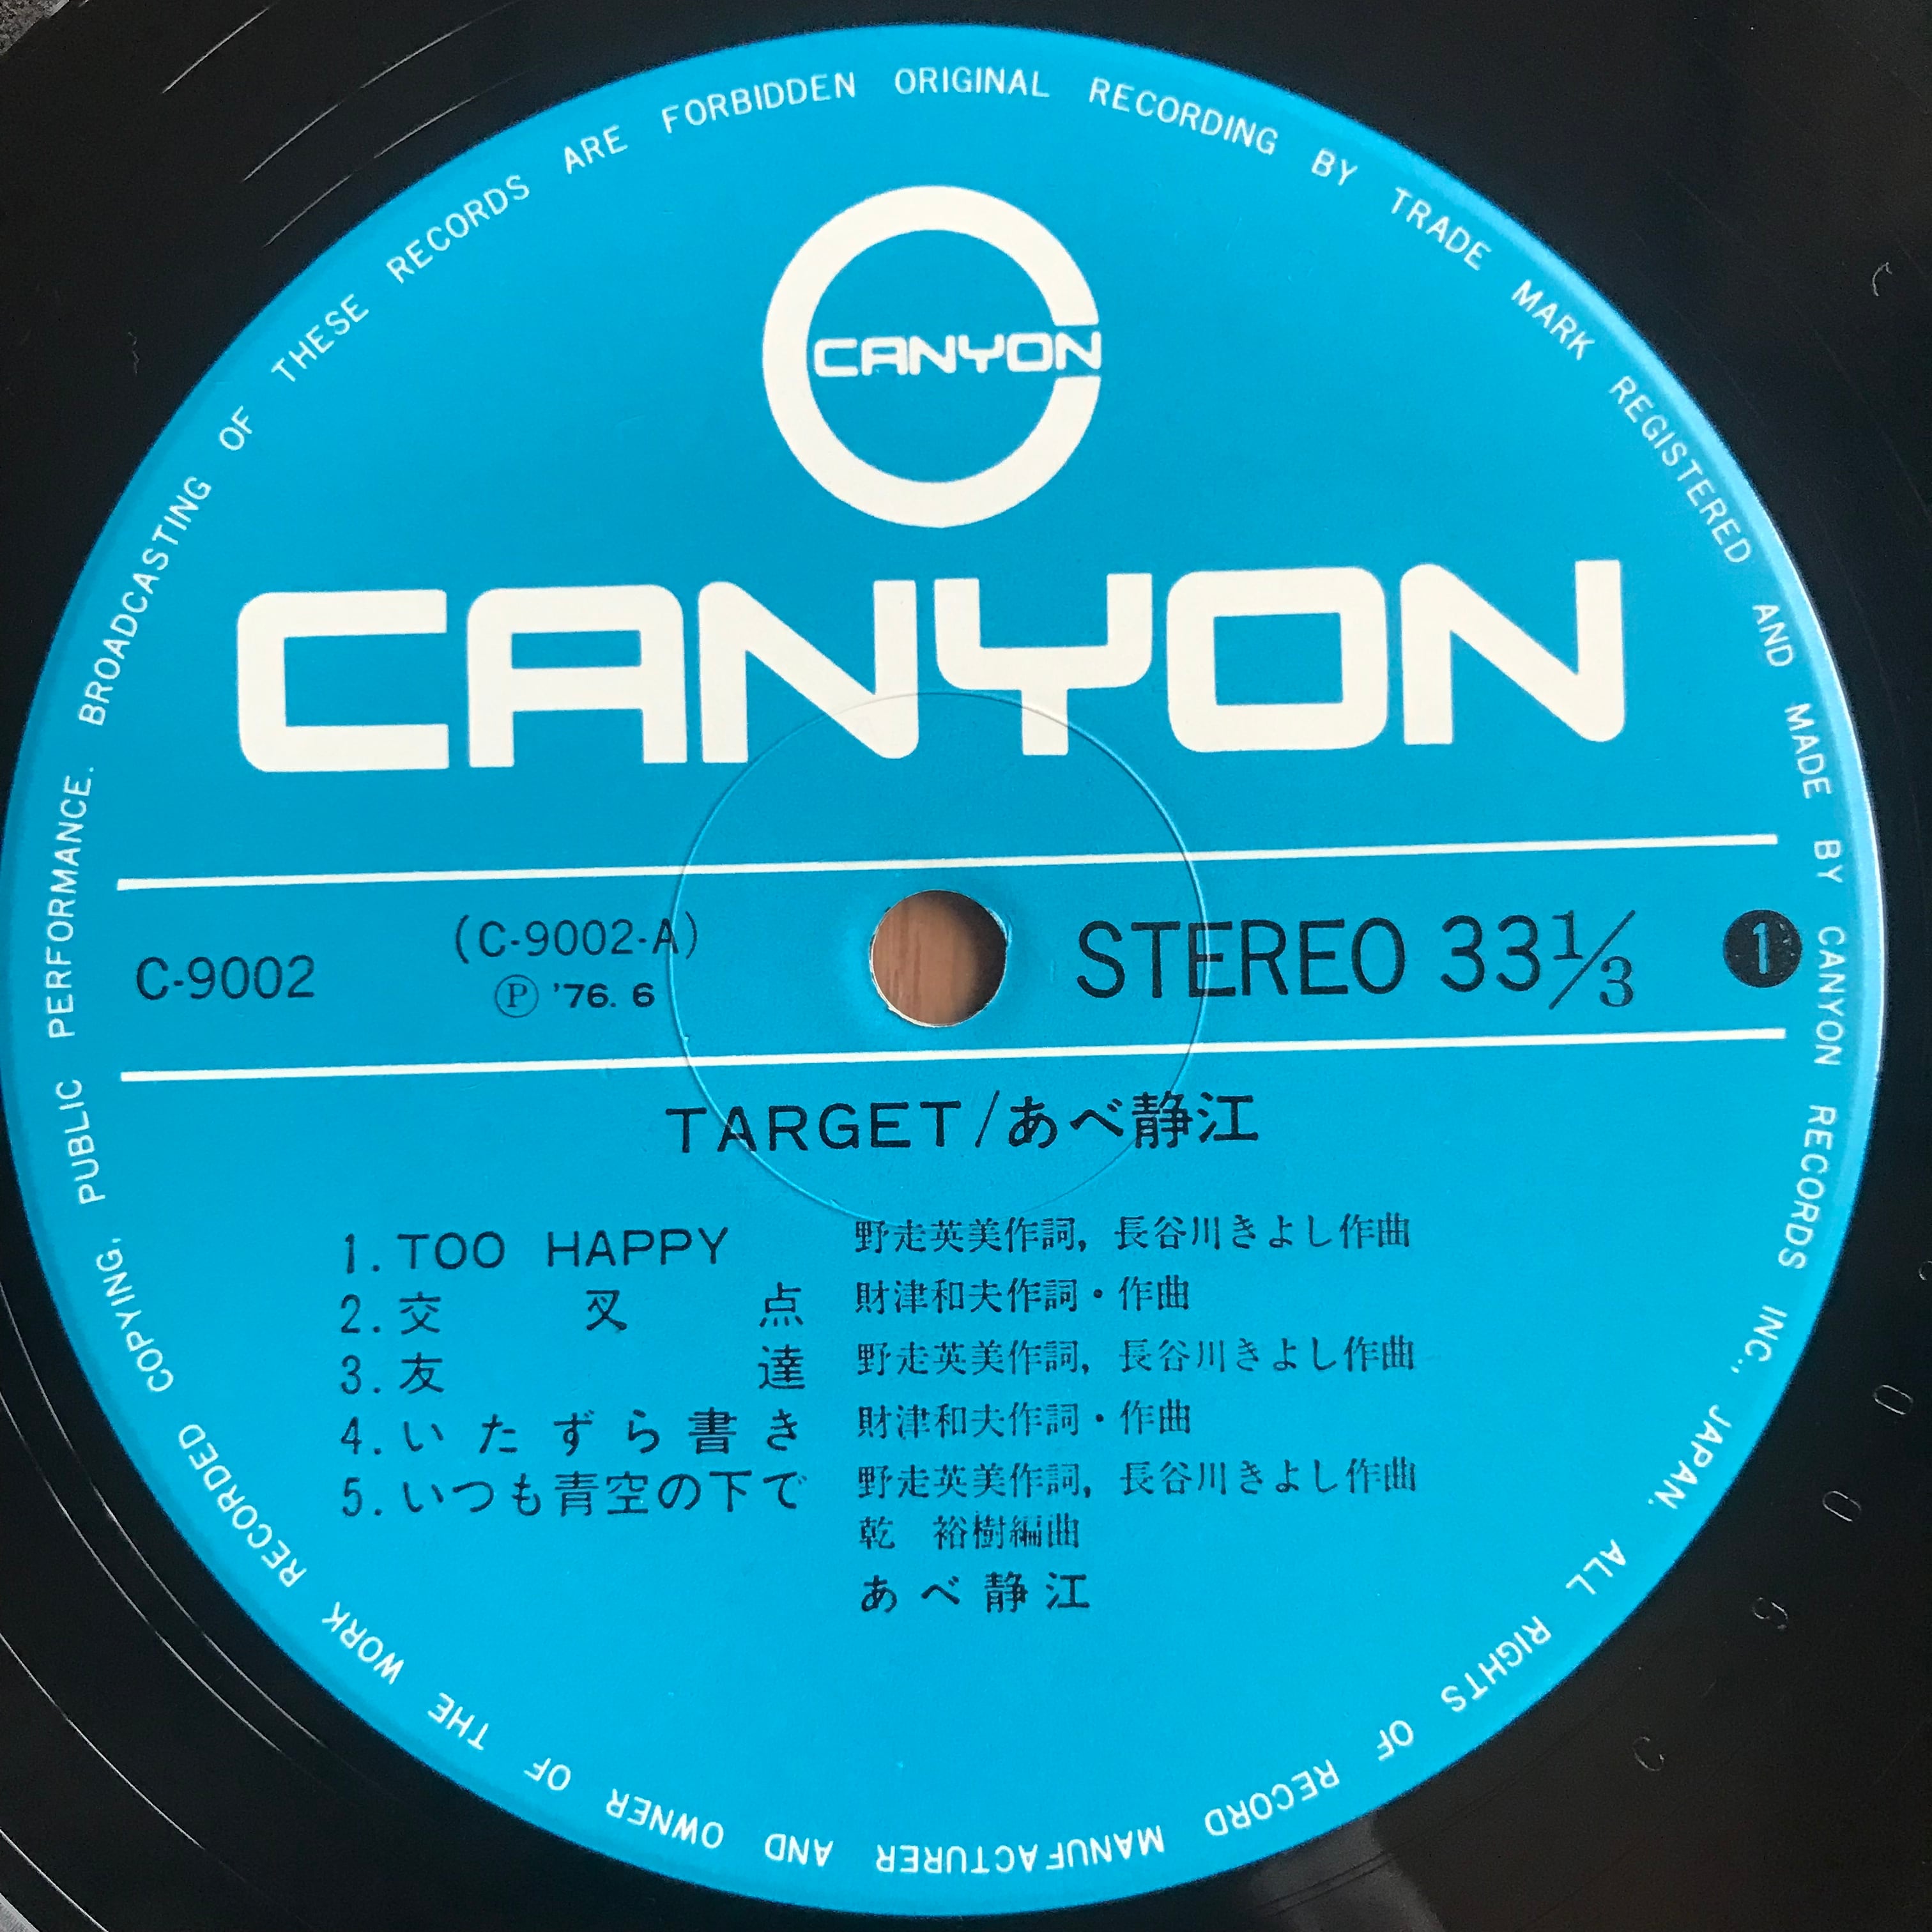 ORIGINAL RECORDING BY TRADE MARK REGISTERED AND MADE BY CANYON RECORDS INC., JAPAN. ALL RIGHTS OF RECORD MANUFACTURER AND OWNER OF THE WORK RECORDED COPYING, PUBLIC PERFORMANCE. BROADCASTING OF THESE RECORDS ARE FORBIDDEN
CANYON
CANYON
C-9002
(C-9002-A)
Ⓟ '76. 6
STEREO 33⅓
1
TARGET/あべ静江
1. TOO HAPPY 野走英美作詞，長谷川きよし作曲
2. 交叉点 財津和夫作詞・作曲
3. 友達 野走英美作詞，長谷川きよし作曲
4. いたずら書き 財津和夫作詞・作曲
5. いつも青空の下で 野走英美作詞，長谷川きよし作曲
乾 裕樹編曲
あべ静江